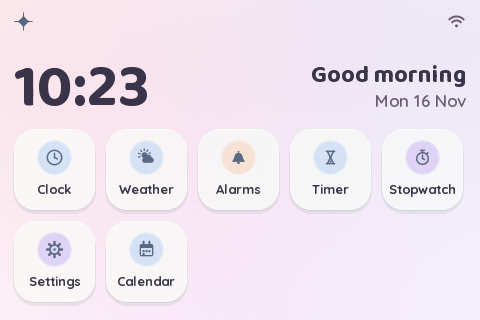 10:23
Good morning
Mon 16 Nov
Clock
Weather
Alarms
Timer
Stopwatch
Settings
Calendar